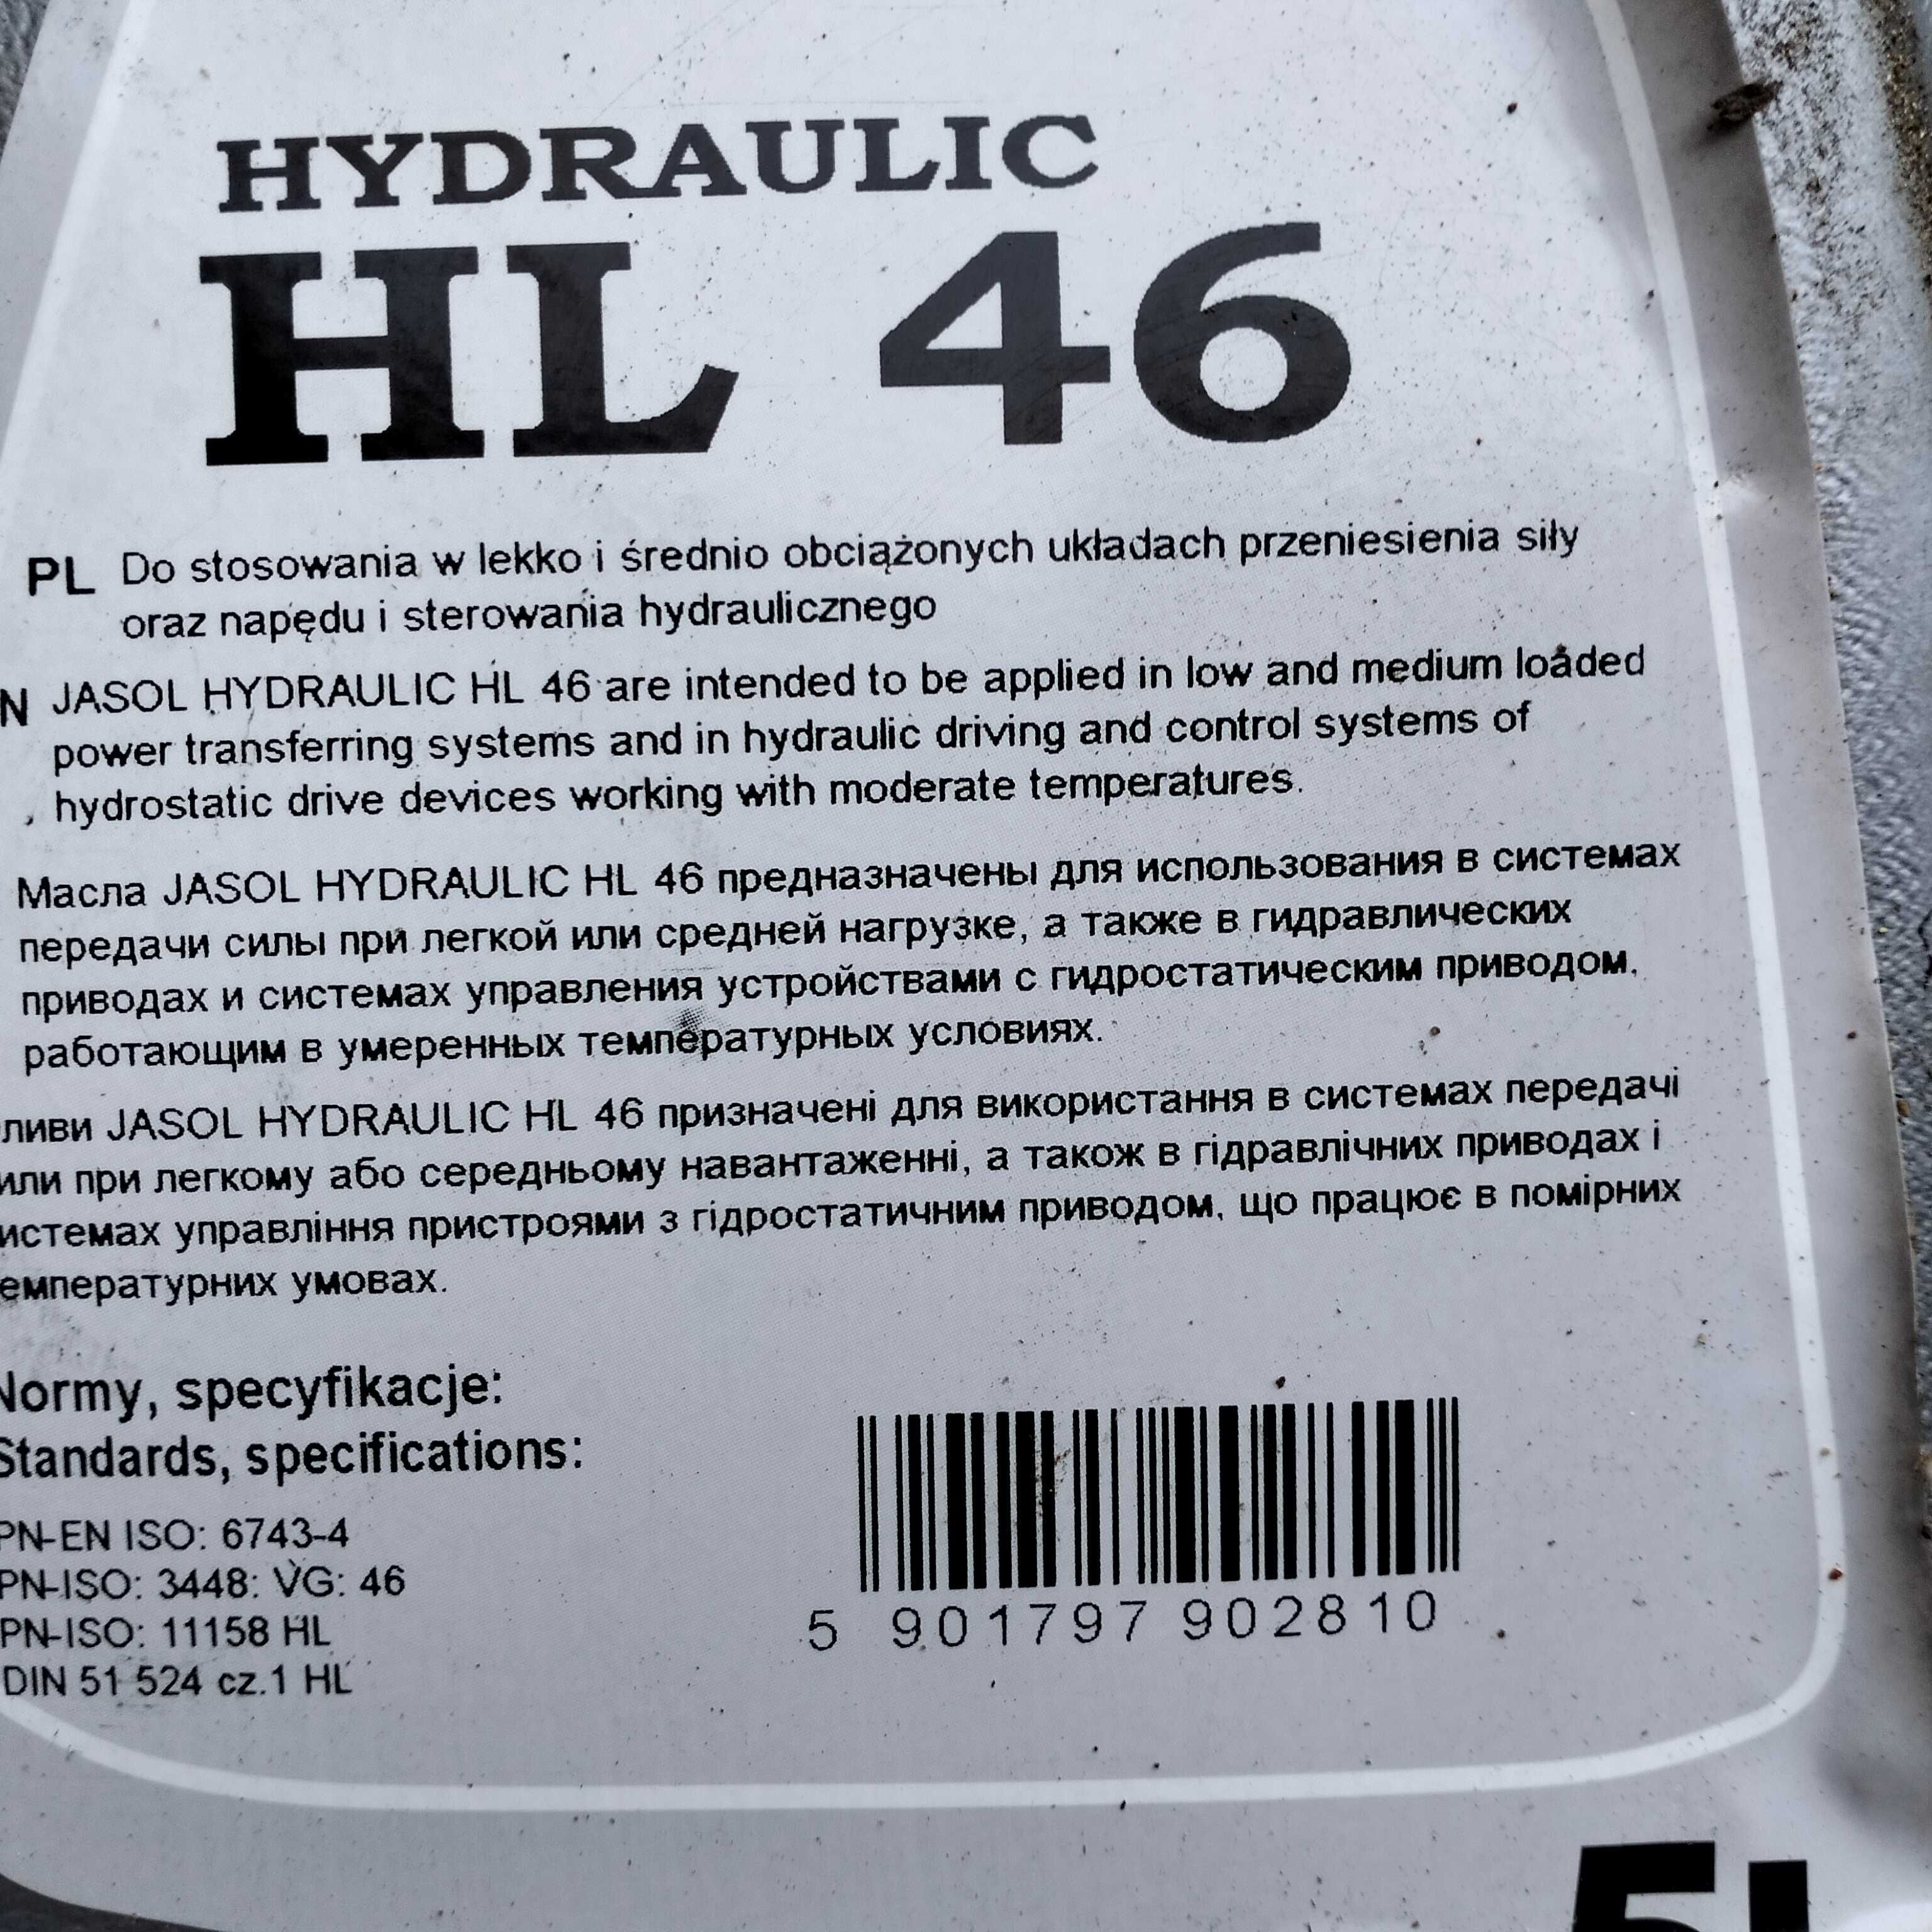 HYDRAULIC
HL 46
PL Do stosowania w lekko i średnio obciążonych układach przeniesienia siły
oraz napędu i sterowania hydraulicznego
N JASOL HYDRAULIC HL 46 are intended to be applied in low and medium loaded
power transferring systems and in hydraulic driving and control systems of
hydrostatic drive devices working with moderate temperatures.
Масла JASOL HYDRAULIC HL 46 предназначены для использования в системах
передачи силы при легкой или средней нагрузке, а также в гидравлических
приводах и системах управления устройствами с гидростатическим приводом,
работающим в умеренных температурных условиях.
ливи JASOL HYDRAULIC HL 46 призначені для використання в системах передачі
или при легкому або середньому навантаженні, а також в гідравлічних приводах і
истемах управління пристроями з гідростатичним приводом, що працює в помірних
емпературних умовах.
Normy, specyfikacje:
Standards, specifications:
PN-EN ISO: 6743-4
PN-ISO: 3448: VG: 46
PN-ISO: 11158 HL
DIN 51 524 cz.1 HL
5 901797 902810